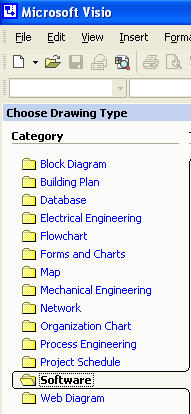 Microsoft Visio
File Edit View Insert Forma
Choose Drawing Type
Category
Block Diagram
Building Plan
Database
Electrical Engineering
Flowchart
Forms and Charts
Map
Mechanical Engineering
Network
Organization Chart
Process Engineering
Project Schedule
Software
Web Diagram